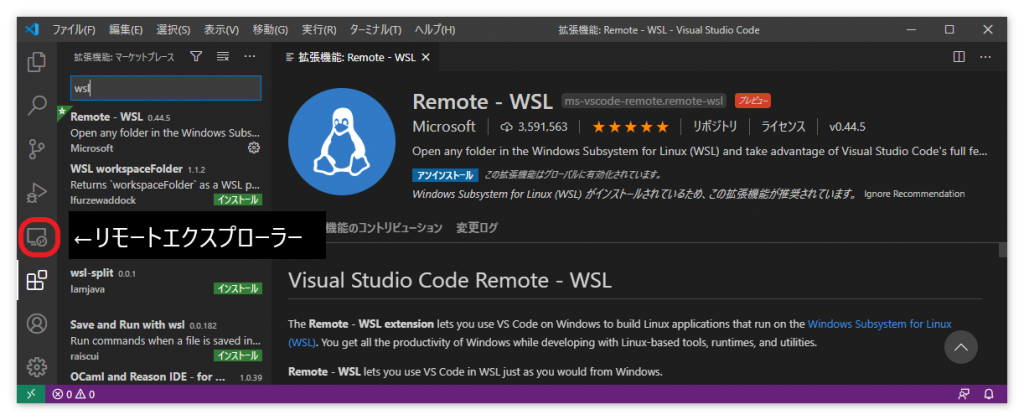 ファイル(F) 編集(E) 選択(S) 表示(V) 移動(G) 実行(R) ターミナル(T) ヘルプ(H) 拡張機能: Remote - WSL - Visual Studio Code
拡張機能: マーケットプレース
拡張機能: Remote - WSL
wsl
Remote - WSL 0.44.5
Open any folder in the Windows Subs...
Microsoft
WSL workspaceFolder 1.1.2
Returns `workspaceFolder` as a WSL p...
lfurzewaddock インストール
←リモートエクスプローラー
wsl-split 0.0.1
Iamjava インストール
Save and Run with wsl 0.0.182
Run commands when a file is saved in...
raiscui インストール
OCaml and Reason IDE - for ... 1.0.39
Remote - WSL ms-vscode-remote.remote-wsl プレビュー
Microsoft 3,591,563 ★★★★★ リポジトリ ライセンス v0.44.5
Open any folder in the Windows Subsystem for Linux (WSL) and take advantage of Visual Studio Code's full fe...
アンインストール この拡張機能はグローバルに有効化されています。
Windows Subsystem for Linux (WSL) がインストールされているため、この拡張機能が推奨されています。 Ignore Recommendation
機能のコントリビューション 変更ログ
Visual Studio Code Remote - WSL
The Remote - WSL extension lets you use VS Code on Windows to build Linux applications that run on the Windows Subsystem for Linux
(WSL). You get all the productivity of Windows while developing with Linux-based tools, runtimes, and utilities.
Remote - WSL lets you use VS Code in WSL just as you would from Windows.
0 0